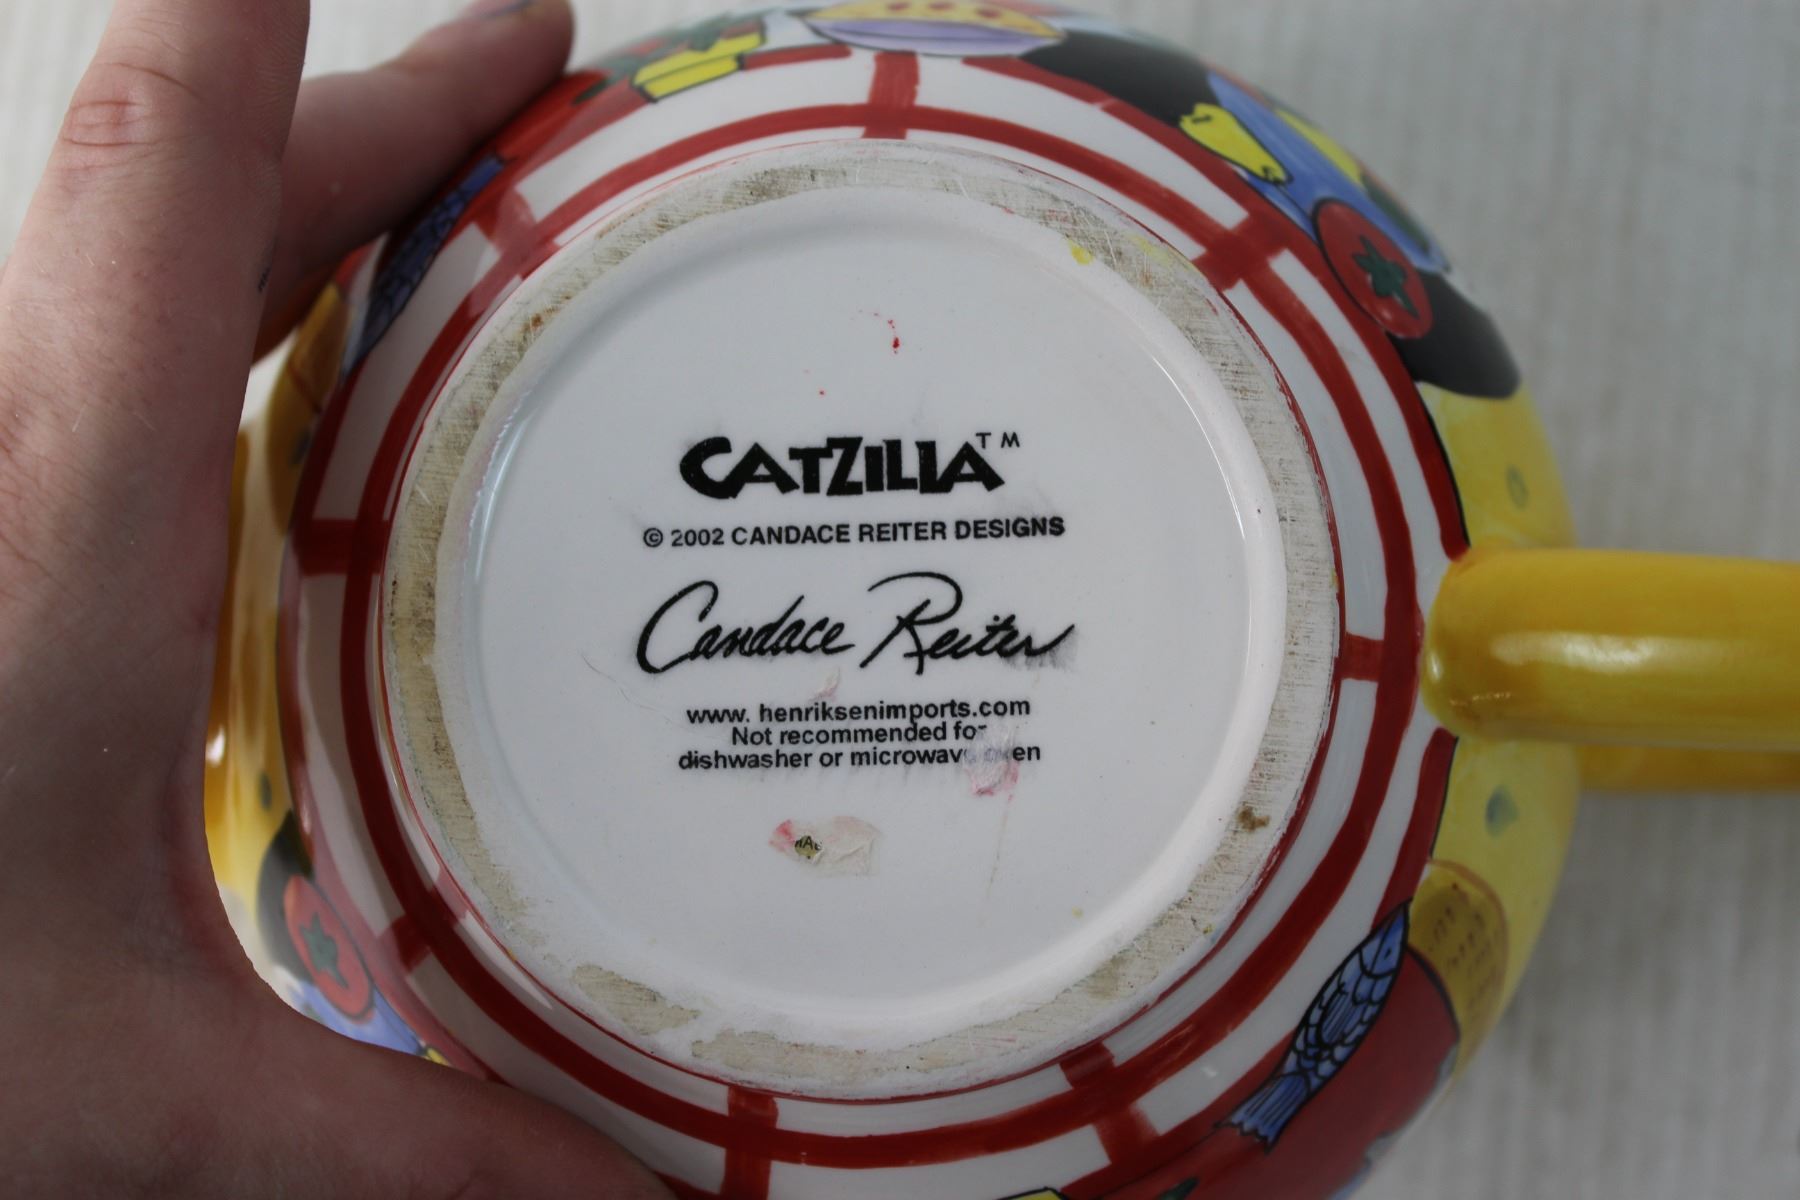 CATZILLA™
© 2002 CANDACE REITER DESIGNS
Candace Reiter
www. henriksenimports.com
Not recommended for
dishwasher or microwave oven